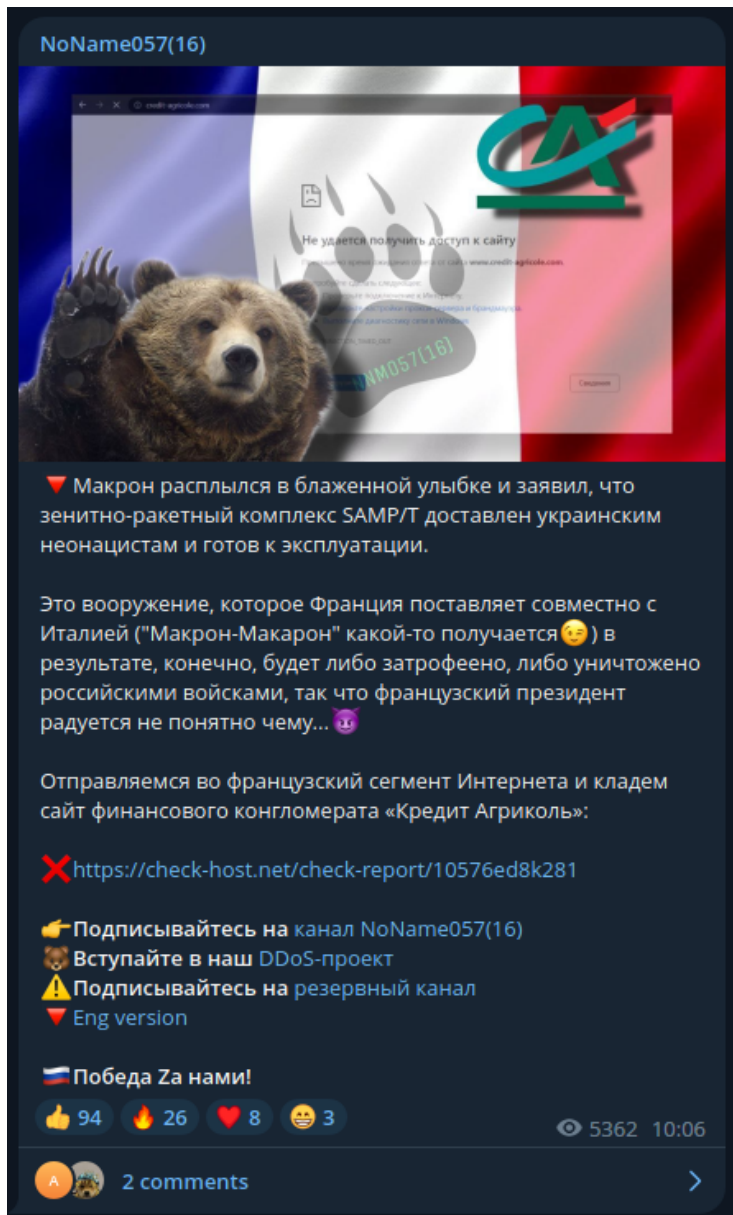 NoName057(16)
credit-agricole.com
Не удается получить доступ к сайту
www.credit-agricole.com
NNM057(16)
🔻 Макрон расплылся в блаженной улыбке и заявил, что
зенитно-ракетный комплекс SAMP/T доставлен украинским
неонацистам и готов к эксплуатации.
Это вооружение, которое Франция поставляет совместно с
Италией ("Макрон-Макарон" какой-то получается😉) в
результате, конечно, будет либо затрофеено, либо уничтожено
российскими войсками, так что французский президент
радуется не понятно чему...😈
Отправляемся во французский сегмент Интернета и кладем
сайт финансового конгломерата «Кредит Агриколь»:
❌https://check-host.net/check-report/10576ed8k281
👉Подписывайтесь на канал NoName057(16)
🐻Вступайте в наш DDoS-проект
⚠️Подписывайтесь на резервный канал
🔻Eng version
🇷🇺Победа Zа нами!
👍 94 🔥 26 ❤️ 8 😁 3
5362 10:06
A 2 comments